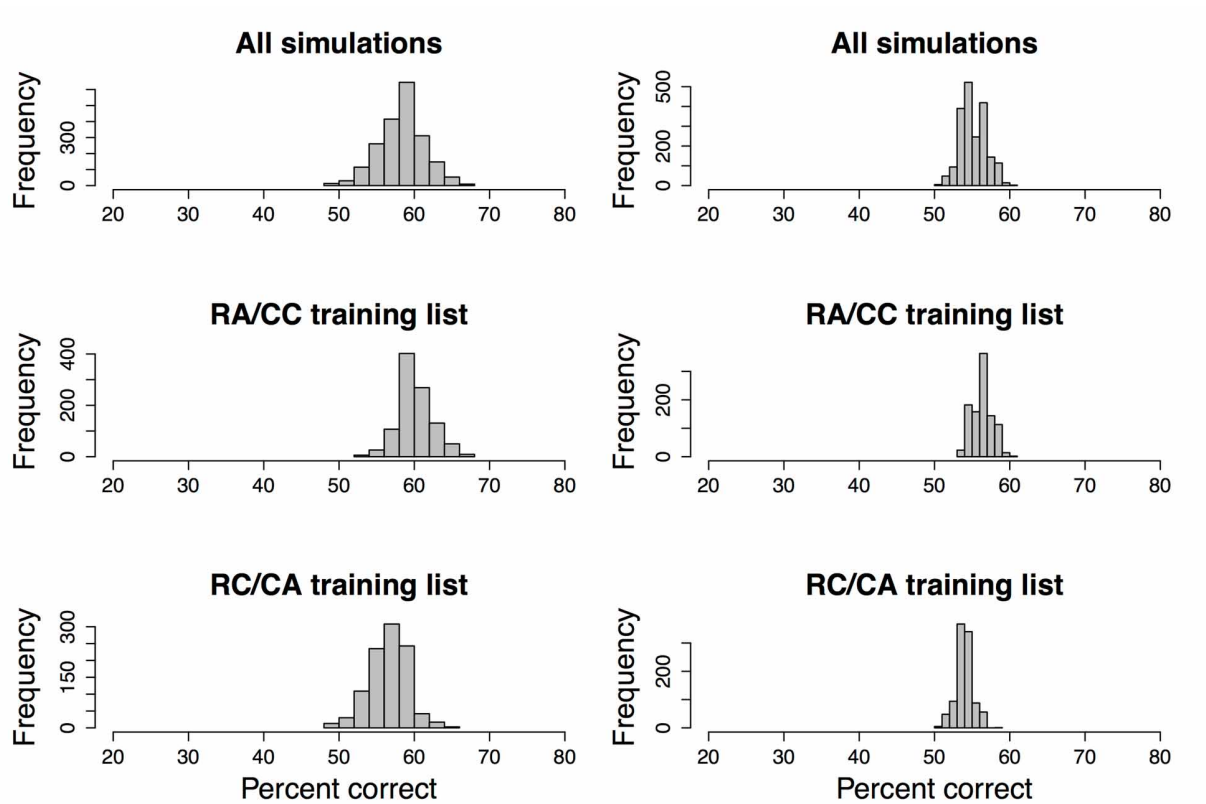 All simulations
Frequency
0 300
20 30 40 50 60 70 80
All simulations
Frequency
0 200 500
20 30 40 50 60 70 80
RA/CC training list
Frequency
0 200 400
20 30 40 50 60 70 80
RA/CC training list
Frequency
0 200
20 30 40 50 60 70 80
RC/CA training list
Frequency
0 150 300
20 30 40 50 60 70 80
Percent correct
RC/CA training list
Frequency
0 200
20 30 40 50 60 70 80
Percent correct